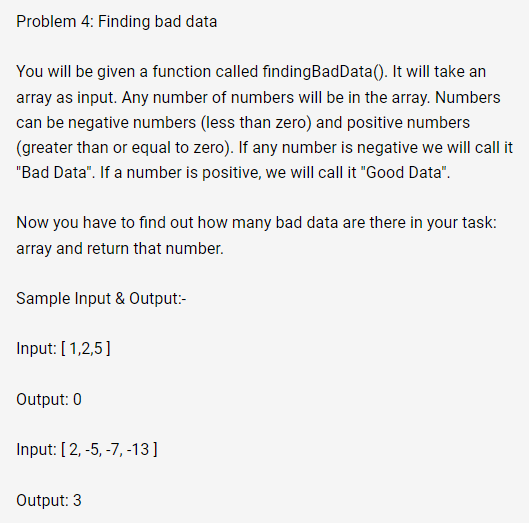 Problem 4: Finding bad data
You will be given a function called findingBadData(). It will take an
array as input. Any number of numbers will be in the array. Numbers
can be negative numbers (less than zero) and positive numbers
(greater than or equal to zero). If any number is negative we will call it
"Bad Data". If a number is positive, we will call it "Good Data".
Now you have to find out how many bad data are there in your task:
array and return that number.
Sample Input & Output:-
Input: [ 1,2,5 ]
Output: 0
Input: [ 2, -5, -7, -13 ]
Output: 3